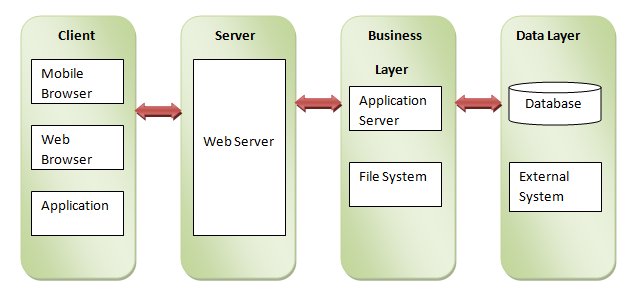 Client
Mobile
Browser
Web
Browser
Application
Server
Web Server
Business
Layer
Application
Server
File System
Data Layer
Database
External
System